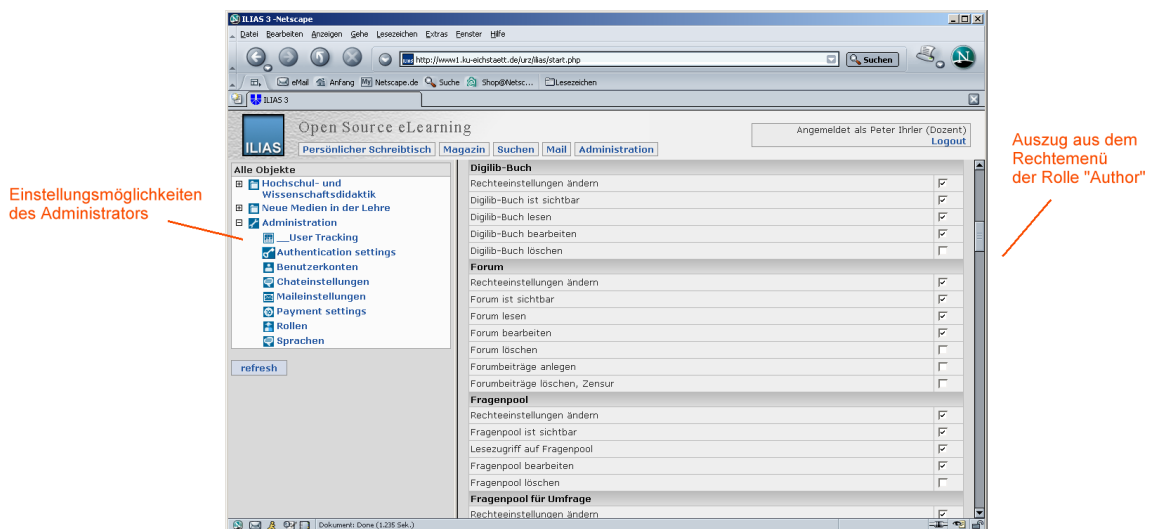 ILIAS 3 -Netscape
Datei Bearbeiten Anzeigen Gehe Lesezeichen Extras Fenster Hilfe
http://www1.ku-eichstaett.de/urz/ilias/start.php
Suchen
N
eMail Anfang My Netscape.de Suche Shop@Netsc... Lesezeichen
ILIAS 3
ILIAS
Open Source eLearning
Persönlicher Schreibtisch Magazin Suchen Mail Administration
Angemeldet als Peter Ihrler (Dozent)
Logout
Einstellungsmöglichkeiten
des Administrators
Alle Objekte
Hochschul- und
Wissenschaftsdidaktik
Neue Medien in der Lehre
Administration
__User Tracking
Authentication settings
Benutzerkonten
Chateinstellungen
Maileinstellungen
Payment settings
Rollen
Sprachen
refresh
Digilib-Buch
Rechteeinstellungen ändern
Digilib-Buch ist sichtbar
Digilib-Buch lesen
Digilib-Buch bearbeiten
Digilib-Buch löschen
Forum
Rechteeinstellungen ändern
Forum ist sichtbar
Forum lesen
Forum bearbeiten
Forum löschen
Forumbeiträge anlegen
Forumbeiträge löschen, Zensur
Fragenpool
Rechteeinstellungen ändern
Fragenpool ist sichtbar
Lesezugriff auf Fragenpool
Fragenpool bearbeiten
Fragenpool löschen
Fragenpool für Umfrage
Rechteeinstellungen ändern
Auszug aus dem
Rechtemenü
der Rolle "Author"
Dokument: Done (1.235 Sek.)